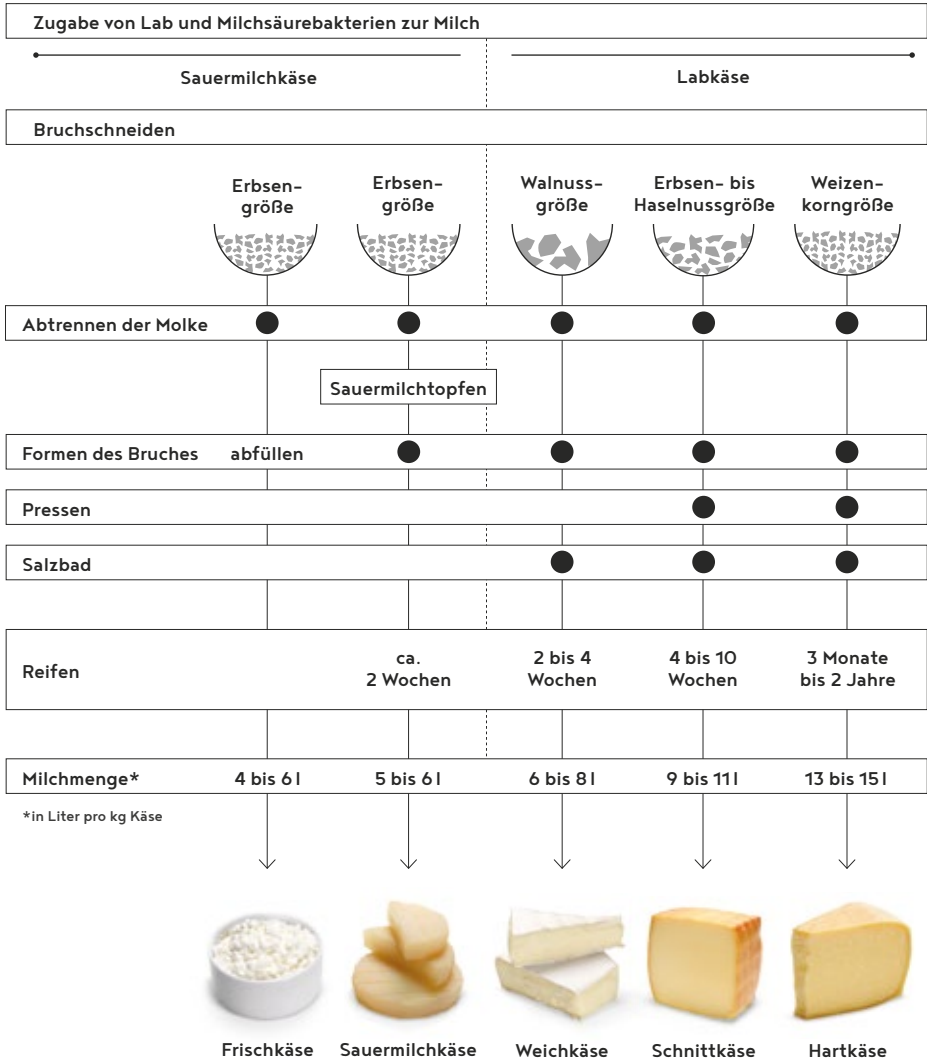 Zugabe von Lab und Milchsäurebakterien zur Milch
Sauermilchkäse
Labkäse
Bruchschneiden
Erbsen-
größe
Erbsen-
größe
Walnuss-
größe
Erbsen- bis
Haselnussgröße
Weizen-
korngröße
Abtrennen der Molke
Sauermilchtopfen
Formen des Bruches abfüllen
Pressen
Salzbad
Reifen
ca.
2 Wochen
2 bis 4
Wochen
4 bis 10
Wochen
3 Monate
bis 2 Jahre
Milchmenge* 4 bis 6 l 5 bis 6 l 6 bis 8 l 9 bis 11 l 13 bis 15 l
*in Liter pro kg Käse
Frischkäse Sauermilchkäse Weichkäse Schnittkäse Hartkäse